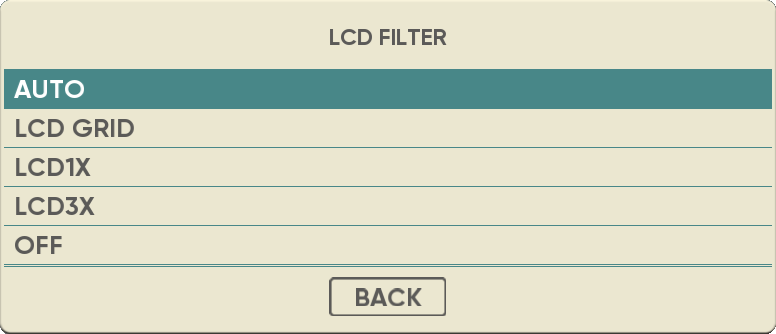 LCD FILTER
AUTO
LCD GRID
LCD1X
LCD3X
OFF
BACK